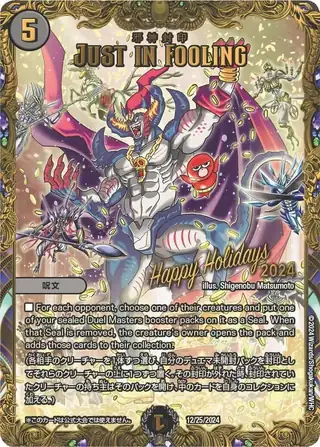 邪神封印
5
JUST IN FOOLING
Happy Holidays
2024
illus. Shigenobu Matsumoto
呪文
■ For each opponent, choose one of their creatures and put one
of your sealed Duel Masters booster packs on it as a Seal. When
that Seal is removed, the creature's owner opens the pack and
adds those cards to their collection.
(各相手のクリーチャーを1体ずつ選び、自分のデュエマ未開封パックを封印とし
てそれらのクリーチャーの上に1つずつ置く。その封印が外れた時、封印されてい
たクリーチャーの持ち主はそのパックを開け、中のカードを自身のコレクションに
加える。)
※このカードは公式大会では使えません。
12/25/2024